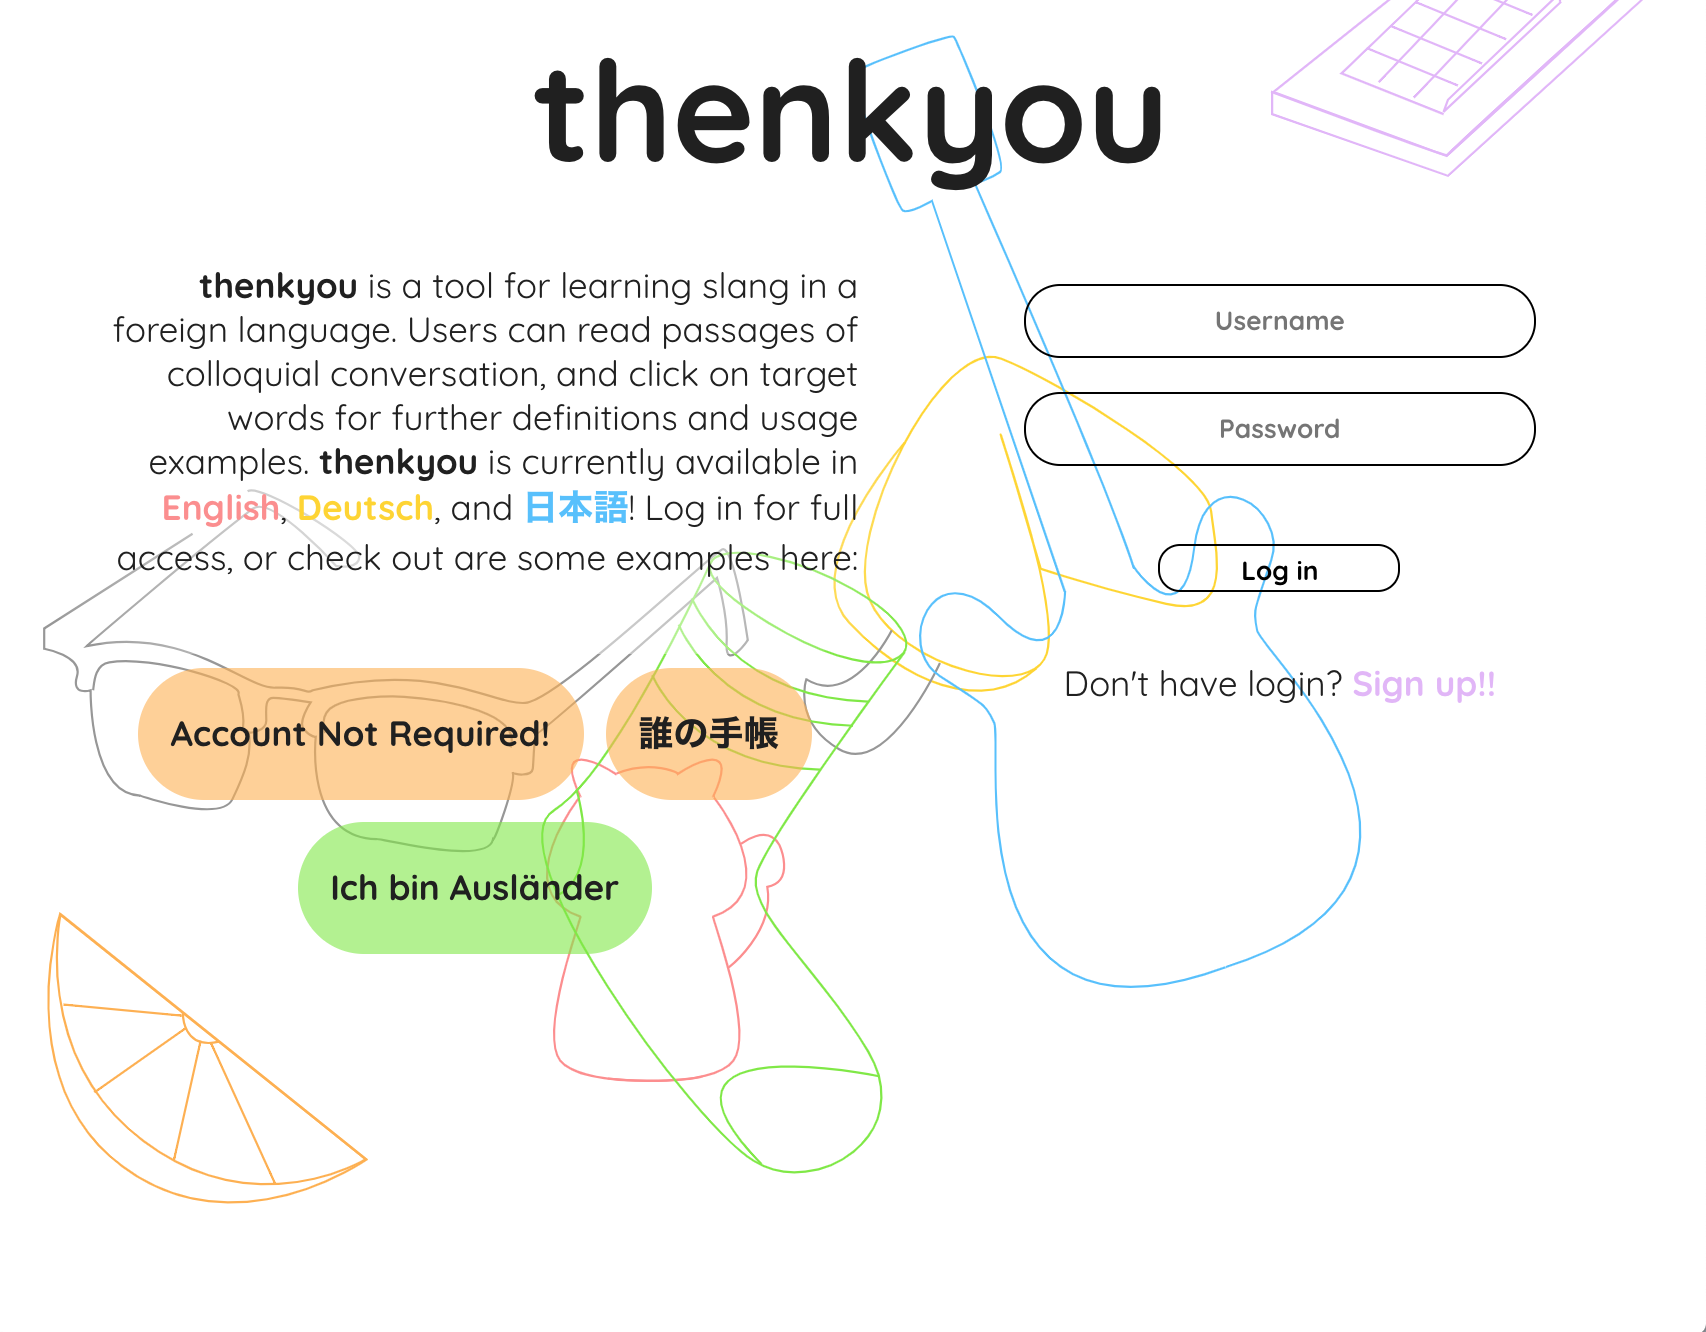 thenkyou
thenkyou is a tool for learning slang in a
foreign language. Users can read passages of
colloquial conversation, and click on target
words for further definitions and usage
examples. thenkyou is currently available in
English, Deutsch, and 日本語! Log in for full
access, or check out are some examples here:
Account Not Required!
誰の手帳
Ich bin Ausländer
Username
Password
Log in
Don't have login? Sign up!!